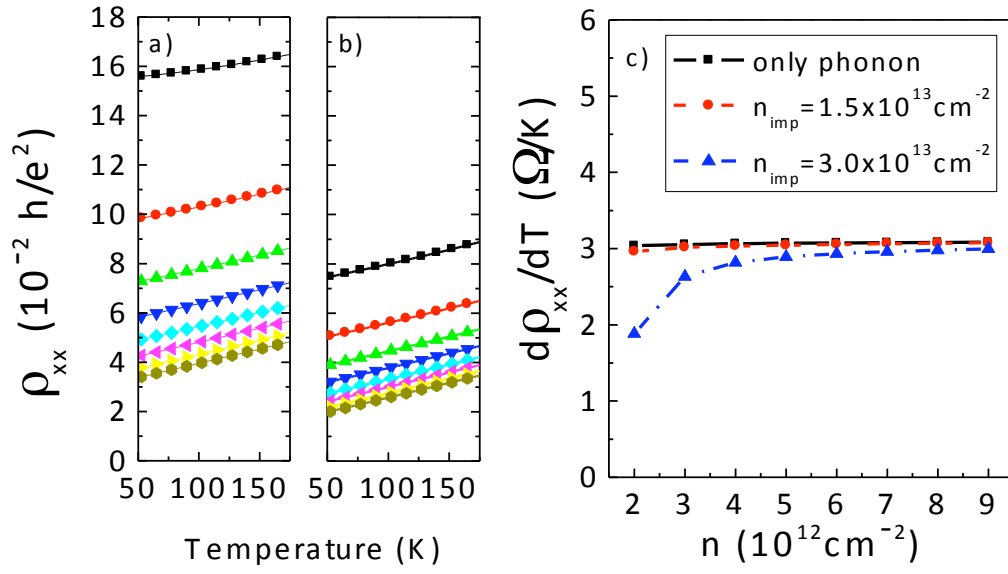 a)
b)
18
16
14
12
10
8
6
4
2
0
ρxx (10⁻² h/e²)
50 100 150
50 100 150
Temperature (K)
c)
only phonon
nimp=1.5x10¹³cm⁻²
nimp=3.0x10¹³cm⁻²
6
5
4
3
2
1
0
dρxx/dT (Ω/K)
2 3 4 5 6 7 8 9
n (10¹²cm⁻²)